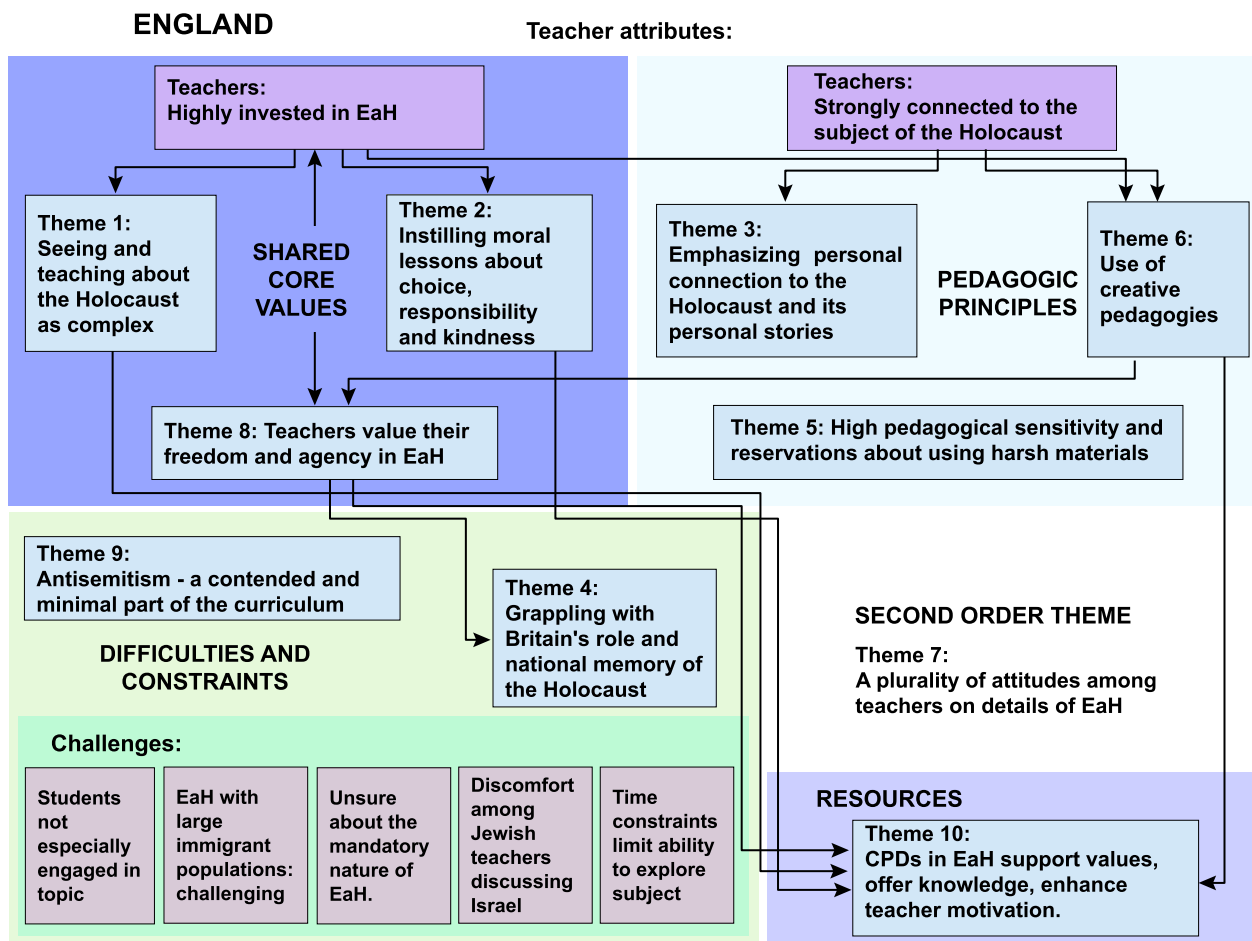 ENGLAND
Teacher attributes:
Teachers:
Highly invested in EaH
Teachers:
Strongly connected to the
subject of the Holocaust
Theme 1:
Seeing and
teaching about
the Holocaust
as complex
SHARED
CORE
VALUES
Theme 2:
Instilling moral
lessons about
choice,
responsibility
and kindness
Theme 3:
Emphasizing personal
connection to the
Holocaust and its
personal stories
PEDAGOGIC
PRINCIPLES
Theme 6:
Use of
creative
pedagogies
Theme 8: Teachers value their
freedom and agency in EaH
Theme 5: High pedagogical sensitivity and
reservations about using harsh materials
Theme 9:
Antisemitism - a contended and
minimal part of the curriculum
DIFFICULTIES AND
CONSTRAINTS
Theme 4:
Grappling with
Britain's role and
national memory of
the Holocaust
SECOND ORDER THEME
Theme 7:
A plurality of attitudes among
teachers on details of EaH
Challenges:
Students
not
especially
engaged in
topic
EaH with
large
immigrant
populations:
challenging
Unsure
about the
mandatory
nature of
EaH.
Discomfort
among
Jewish
teachers
discussing
Israel
Time
constraints
limit ability
to explore
subject
RESOURCES
Theme 10:
CPDs in EaH support values,
offer knowledge, enhance
teacher motivation.